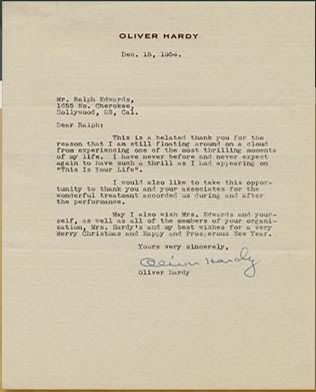 OLIVER HARDY
Dec. 15, 1954.
Mr. Ralph Edwards,
1655 No. Cherokee,
Hollywood, 28, Cal.
Dear Ralph:
This is a belated thank you for the
reason that I am still floating around on a cloud
from experiencing one of the most thrilling moments
of my life. I have never before and never expect
again to have such a thrill as I had appearing on
"This Is Your Life".
I would also like to take this oppor-
tunity to thank you and your associates for the
wonderful treatment accorded us during and after
the performance.
May I also wish Mrs. Edwards and your-
self, as well as all of the members of your organi-
zation, Mrs. Hardy's and my best wishes for a very
Merry Christmas and Happy and Prosperous New Year.
Yours very sincerely,
Oliver Hardy
Oliver Hardy